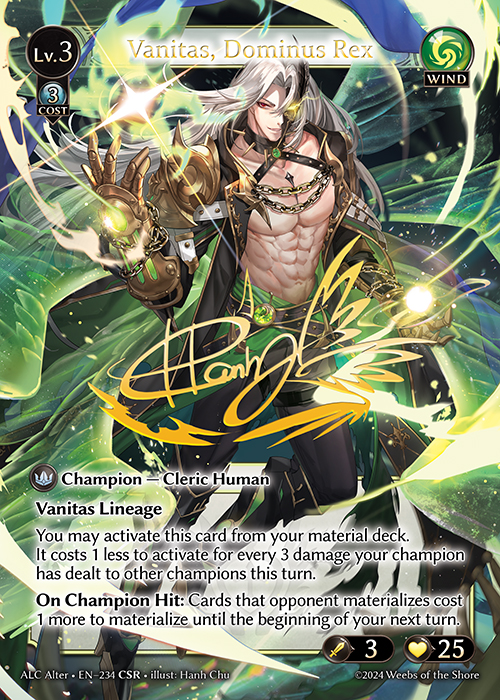 Lv.3
Vanitas, Dominus Rex
WIND
3
COST
Hanh
Champion — Cleric Human
Vanitas Lineage
You may activate this card from your material deck.
It costs 1 less to activate for every 3 damage your champion
has dealt to other champions this turn.
On Champion Hit: Cards that opponent materializes cost
1 more to materialize until the beginning of your next turn.
3
25
ALC Alter • EN-234 CSR • illust: Hanh Chu
©2024 Weebs of the Shore